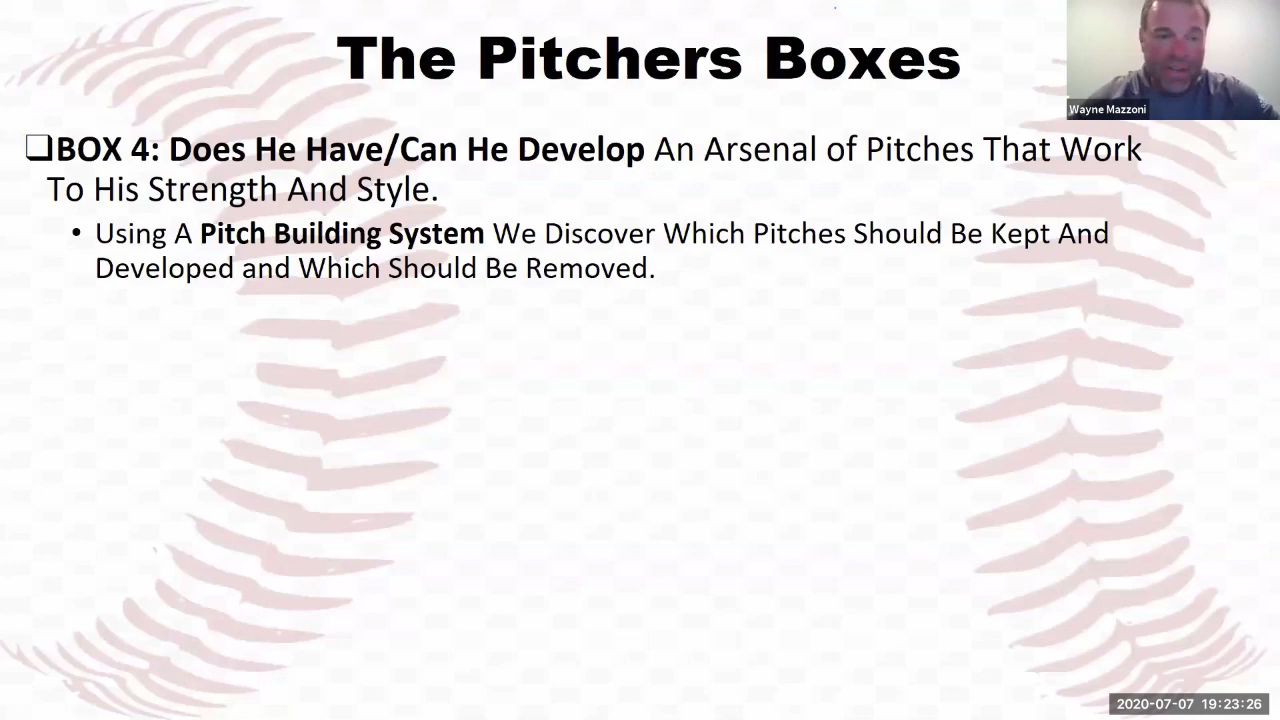 The Pitchers Boxes
Wayne Mazzoni
❑BOX 4: Does He Have/Can He Develop An Arsenal of Pitches That Work
To His Strength And Style.
• Using A Pitch Building System We Discover Which Pitches Should Be Kept And
Developed and Which Should Be Removed.
2020-07-07 19:23:26